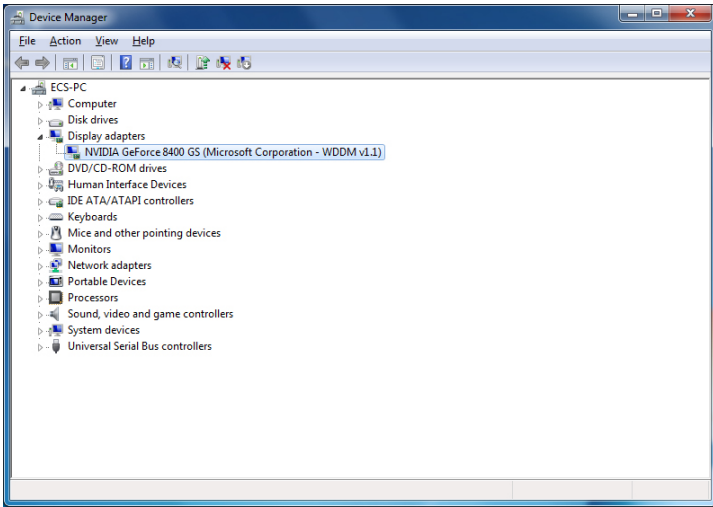 Device Manager
File Action View Help
ECS-PC
Computer
Disk drives
Display adapters
NVIDIA GeForce 8400 GS (Microsoft Corporation - WDDM v1.1)
DVD/CD-ROM drives
Human Interface Devices
IDE ATA/ATAPI controllers
Keyboards
Mice and other pointing devices
Monitors
Network adapters
Portable Devices
Processors
Sound, video and game controllers
System devices
Universal Serial Bus controllers